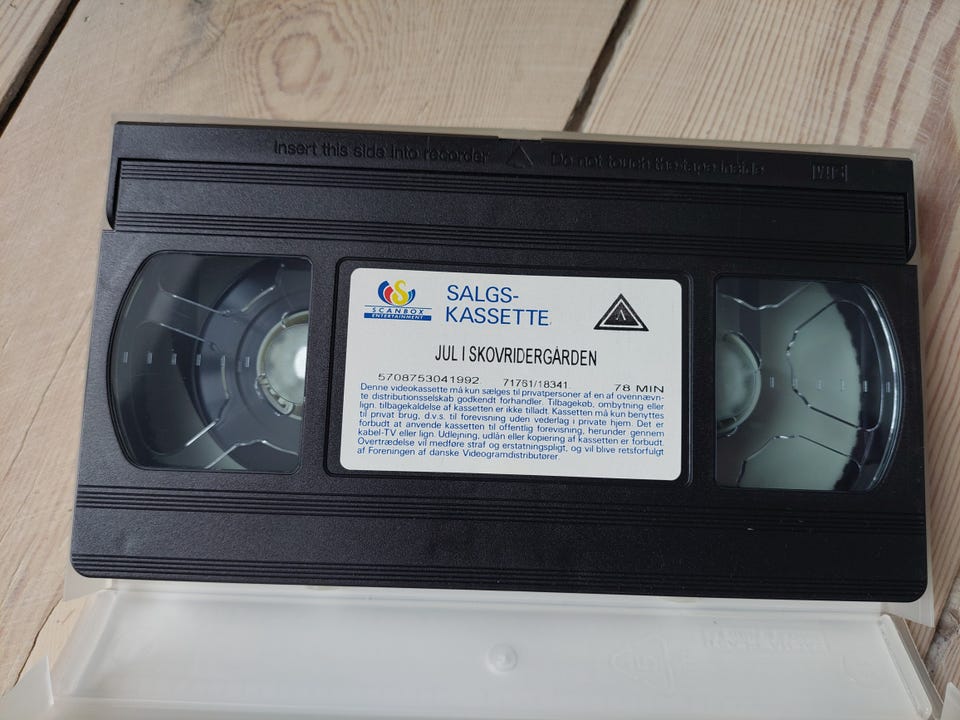 Insert this side into recorder Do not touch the tape inside VHS
SCANBOX
ENTERTAINMENT
SALGS-
KASSETTE
JUL I SKOVRIDERGÅRDEN
5708753041992 71761/18341 78 MIN
Denne videokassette må kun sælges til privatpersoner af en af ovennævn-
te distributionsselskab godkendt forhandler. Tilbagekøb, ombytning eller
lign. tilbagekaldelse af kassetten er ikke tilladt. Kassetten må kun benyttes
til privat brug, d.v.s. til forevisning uden vederlag i private hjem. Det er
forbudt at anvende kassetten til offentlig forevisning, herunder gennem
kabel-TV eller lign. Udlejning, udlån eller kopiering af kassetten er forbudt.
Overtrædelse vil medføre straf og erstatningspligt, og vil blive retsforfulgt
af Foreningen af danske Videogramdistributører.